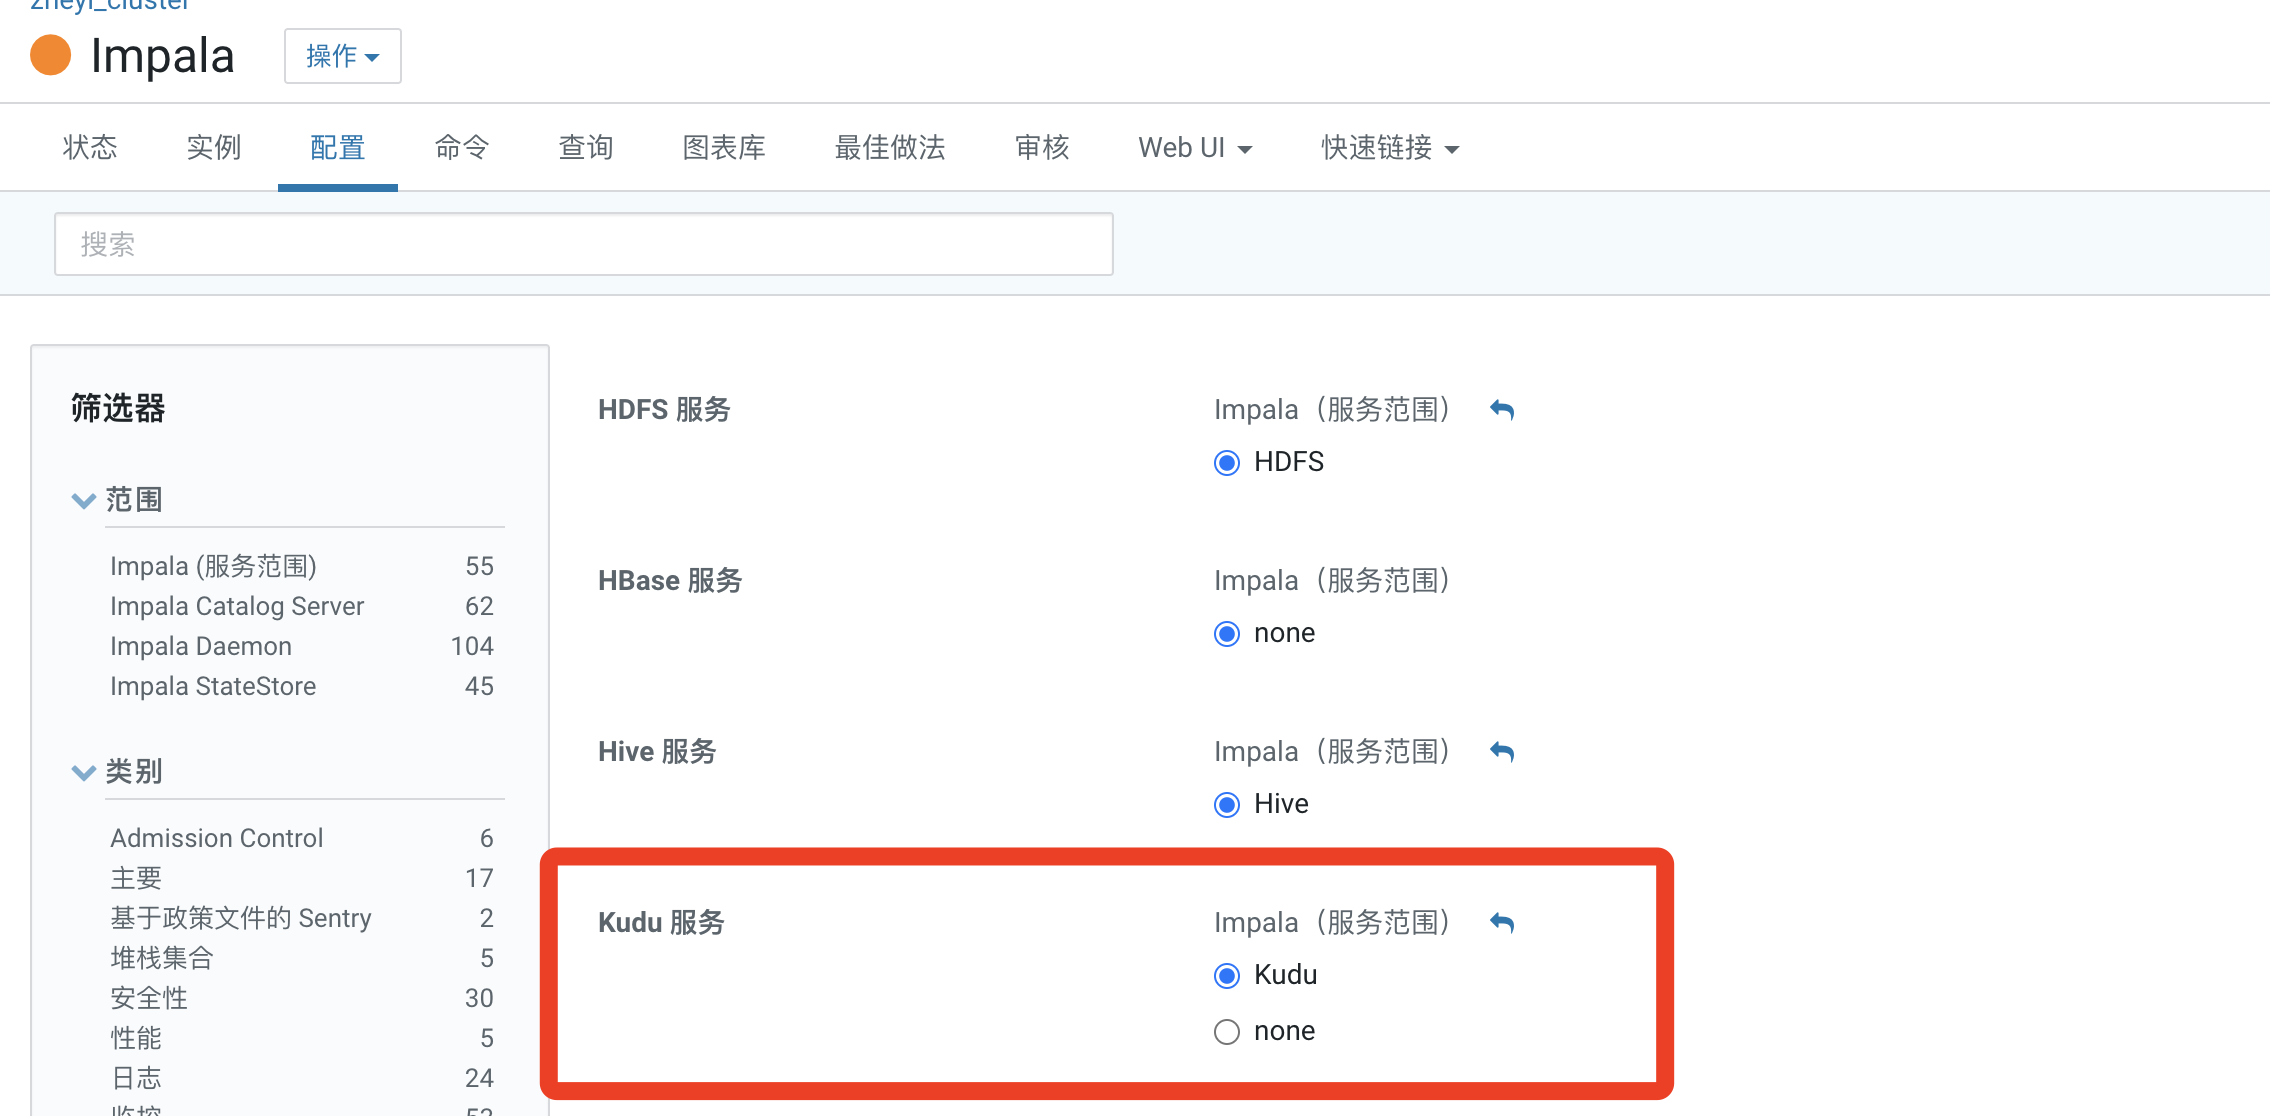 zheyi_cluster
Impala
操作
状态 实例 配置 命令 查询 图表库 最佳做法 审核 Web UI 快速链接
搜索
筛选器
范围
Impala (服务范围) 55
Impala Catalog Server 62
Impala Daemon 104
Impala StateStore 45
类别
Admission Control 6
主要 17
基于政策文件的 Sentry 2
堆栈集合 5
安全性 30
性能 5
日志 24
监控
HDFS 服务
Impala（服务范围）
HDFS
HBase 服务
Impala（服务范围）
none
Hive 服务
Impala（服务范围）
Hive
Kudu 服务
Impala（服务范围）
Kudu
none